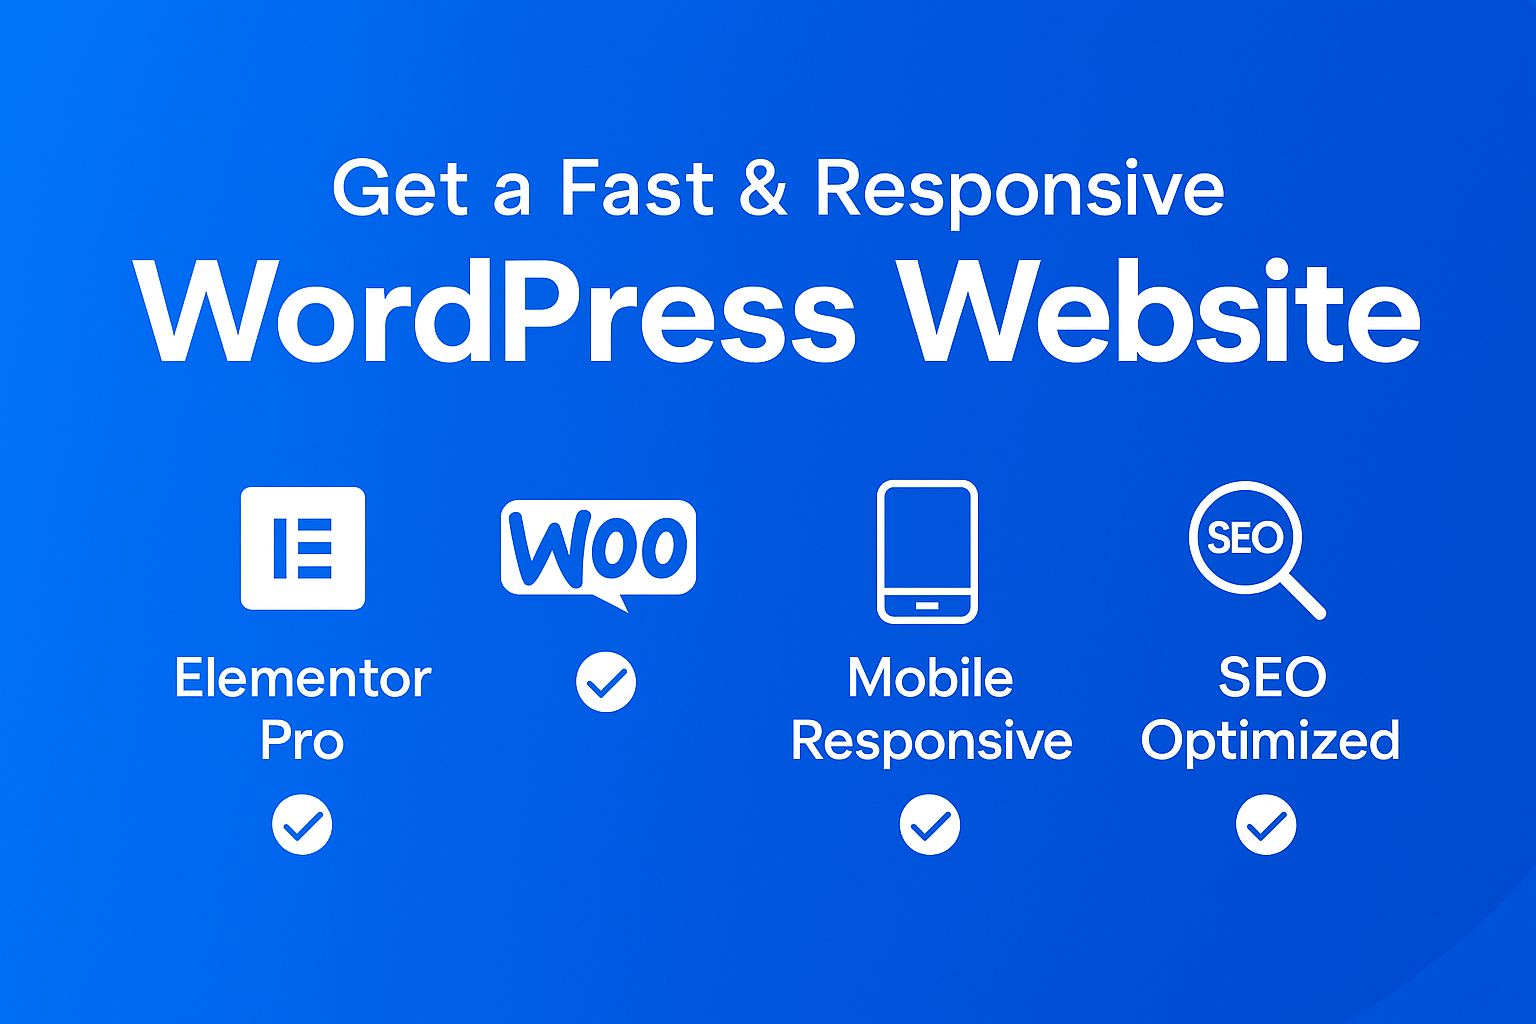 Get a Fast & Responsive
WordPress Website
Woo
SEO
Elementor
Pro
Mobile
Responsive
SEO
Optimized